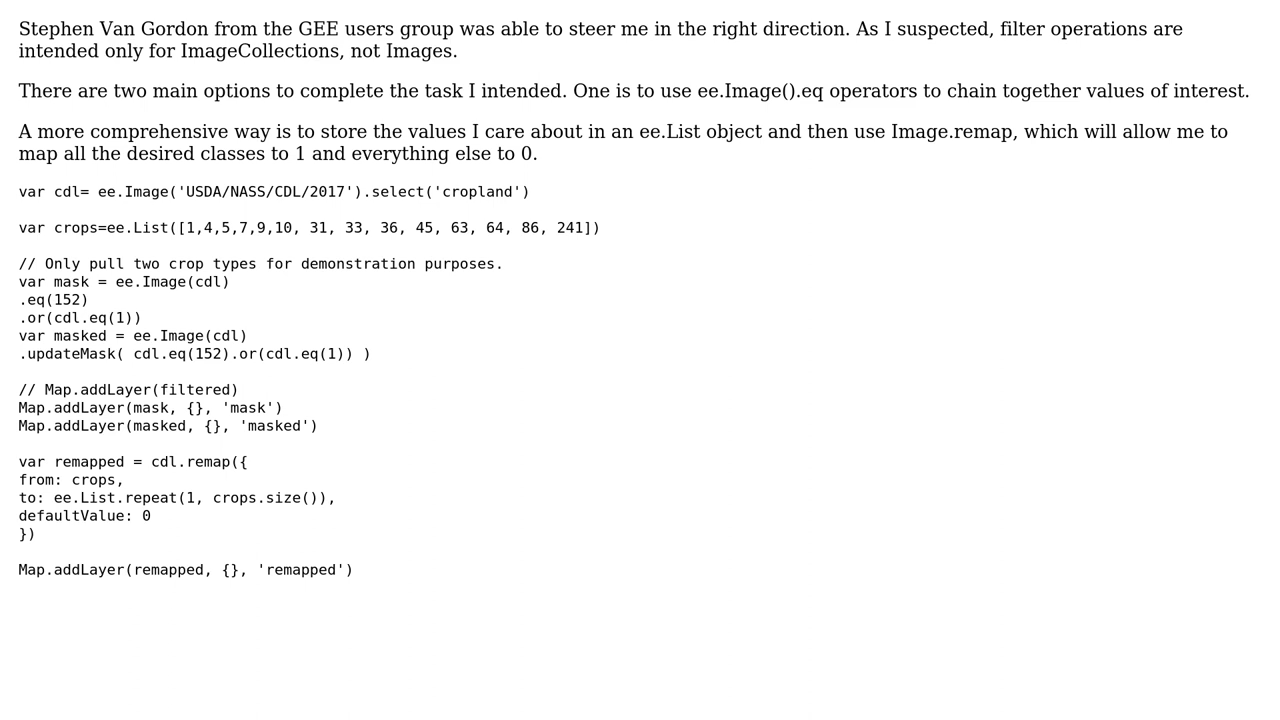 Stephen Van Gordon from the GEE users group was able to steer me in the right direction. As I suspected, filter operations are
intended only for ImageCollections, not Images.
There are two main options to complete the task I intended. One is to use ee.Image().eq operators to chain together values of interest.
A more comprehensive way is to store the values I care about in an ee.List object and then use Image.remap, which will allow me to
map all the desired classes to 1 and everything else to 0.
var cdl= ee.Image('USDA/NASS/CDL/2017').select('cropland')
var crops=ee.List([1,4,5,7,9,10, 31, 33, 36, 45, 63, 64, 86, 241])
// Only pull two crop types for demonstration purposes.
var mask = ee.Image(cdl)
.eq(152)
.or(cdl.eq(1))
var masked = ee.Image(cdl)
.updateMask( cdl.eq(152).or(cdl.eq(1)) )
// Map.addLayer(filtered)
Map.addLayer(mask, {}, 'mask')
Map.addLayer(masked, {}, 'masked')
var remapped = cdl.remap({
from: crops,
to: ee.List.repeat(1, crops.size()),
defaultValue: 0
})
Map.addLayer(remapped, {}, 'remapped')